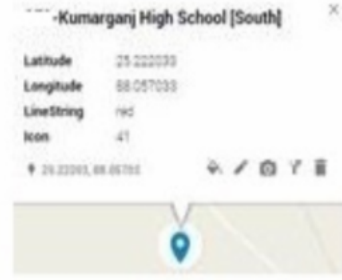 -Kumarganj High School [South]
Latitude 25.222033
Longitude 88.057033
LineString red
Icon 41